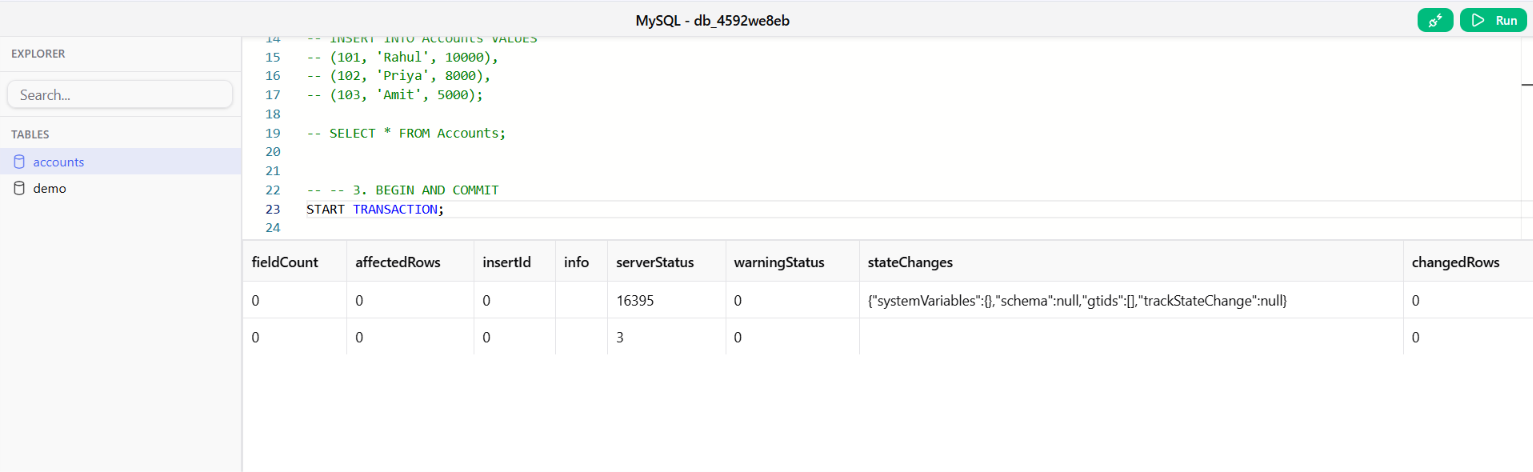 MySQL - db_4592we8eb
Run
EXPLORER
Search...
TABLES
accounts
demo
14 -- INSERT INTO Accounts VALUES
15 -- (101, 'Rahul', 10000),
16 -- (102, 'Priya', 8000),
17 -- (103, 'Amit', 5000);
18
19 -- SELECT * FROM Accounts;
20
21
22 -- -- 3. BEGIN AND COMMIT
23 START TRANSACTION;
24
fieldCount affectedRows insertId info serverStatus warningStatus stateChanges changedRows
0 0 0 16395 0 {"systemVariables":{},"schema":null,"gtids":[],"trackStateChange":null} 0
0 0 0 3 0 0